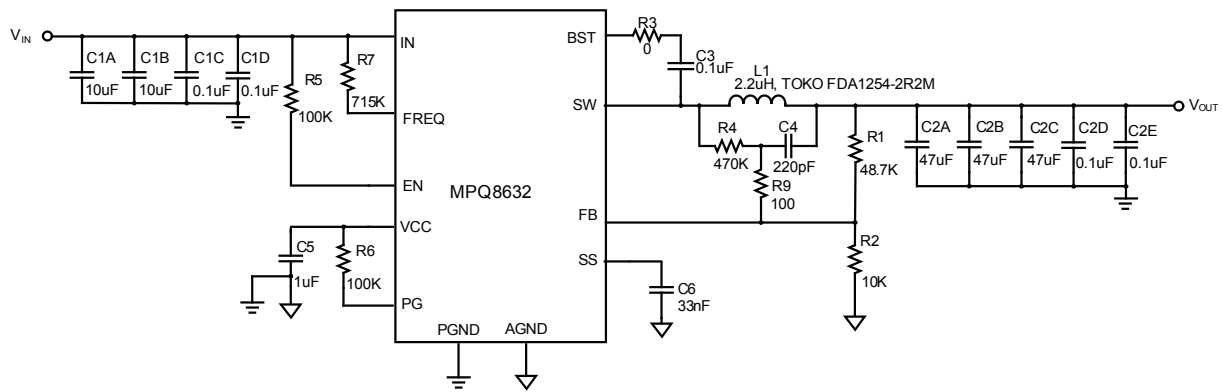 VIN
C1A
10uF
C1B
10uF
C1C
0.1uF
C1D
0.1uF
R5
100K
R7
715K
IN
FREQ
EN
VCC
PG
C5
1uF
R6
100K
MPQ8632
PGND
AGND
BST
SW
FB
SS
R3
0
C3
0.1uF
L1
2.2uH, TOKO FDA1254-2R2M
R4
470K
C4
220pF
R9
100
R1
48.7K
R2
10K
C6
33nF
C2A
47uF
C2B
47uF
C2C
47uF
C2D
0.1uF
C2E
0.1uF
VOUT